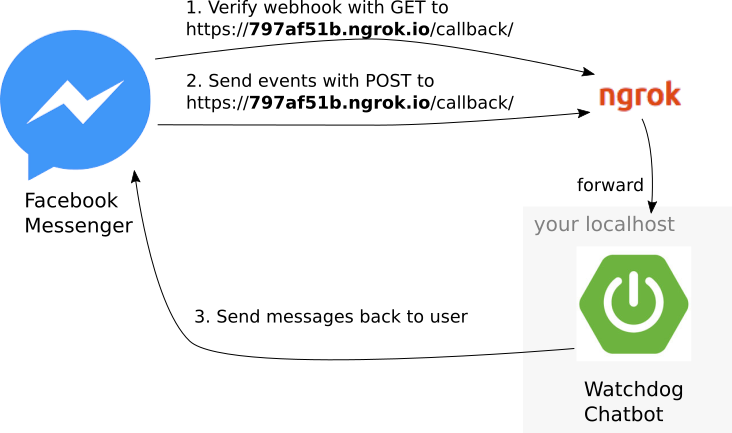 1. Verify webhook with GET to
https://797af51b.ngrok.io/callback/
2. Send events with POST to
https://797af51b.ngrok.io/callback/
ngrok
Facebook
Messenger
forward
your localhost
3. Send messages back to user
Watchdog
Chatbot